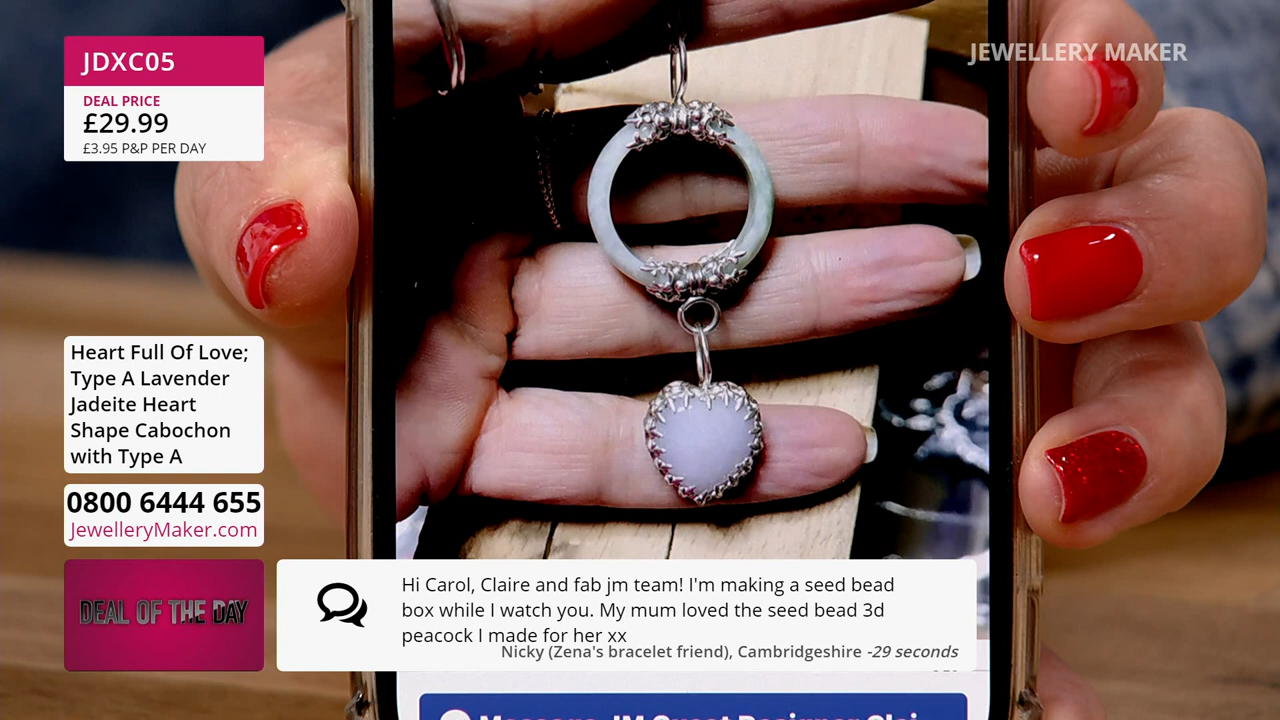 JDXC05
DEAL PRICE
£29.99
£3.95 P&P PER DAY
JEWELLERY MAKER
Heart Full Of Love;
Type A Lavender
Jadeite Heart
Shape Cabochon
with Type A
0800 6444 655
JewelleryMaker.com
DEAL OF THE DAY
Hi Carol, Claire and fab jm team! I'm making a seed bead
box while I watch you. My mum loved the seed bead 3d
peacock I made for her xx
Nicky (Zena's bracelet friend), Cambridgeshire -29 seconds